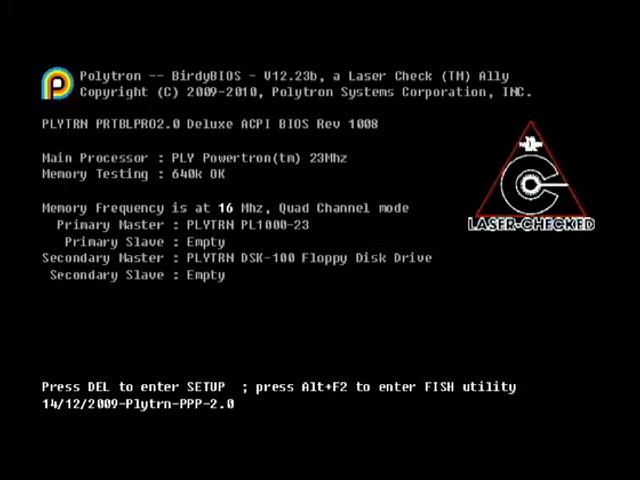 Polytron -- BirdyBIOS - V12.23b, a Laser Check (TM) Ally
Copyright (C) 2009-2010, Polytron Systems Corporation, INC.
PLYTRN PRTBLPRO2.0 Deluxe ACPI BIOS Rev 1008
Main Processor : PLY Powertron(tm) 23Mhz
Memory Testing : 640k OK
LASER-CHECKED
Memory Frequency is at 16 Mhz, Quad Channel mode
Primary Master : PLYTRN PL1000-23
Primary Slave : Empty
Secondary Master : PLYTRN DSK-100 Floppy Disk Drive
Secondary Slave : Empty
Press DEL to enter SETUP ; press Alt+F2 to enter FISH utility
14/12/2009-Plytrn-PPP-2.0